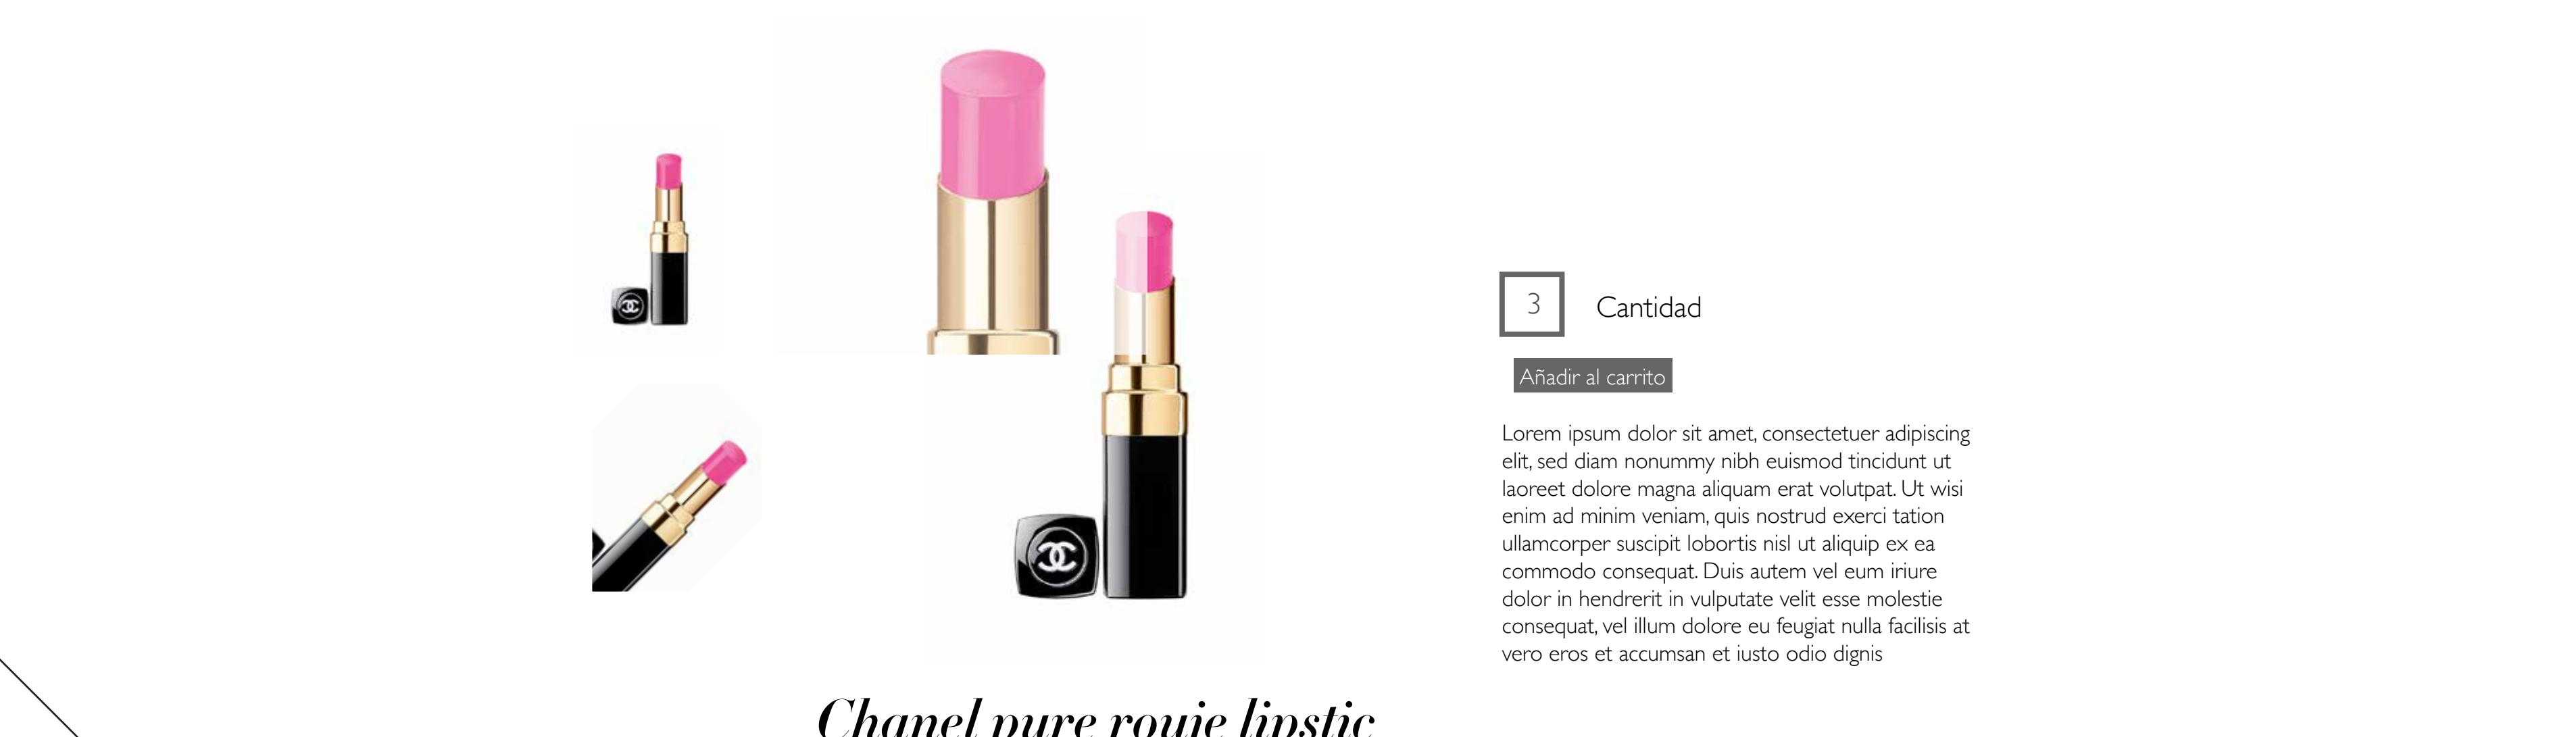 3
Cantidad
Añadir al carrito
Lorem ipsum dolor sit amet, consectetuer adipiscing
elit, sed diam nonummy nibh euismod tincidunt ut
laoreet dolore magna aliquam erat volutpat. Ut wisi
enim ad minim veniam, quis nostrud exerci tation
ullamcorper suscipit lobortis nisl ut aliquip ex ea
commodo consequat. Duis autem vel eum iriure
dolor in hendrerit in vulputate velit esse molestie
consequat, vel illum dolore eu feugiat nulla facilisis at
vero eros et accumsan et iusto odio dignis
Chanel pure rouje lipstic